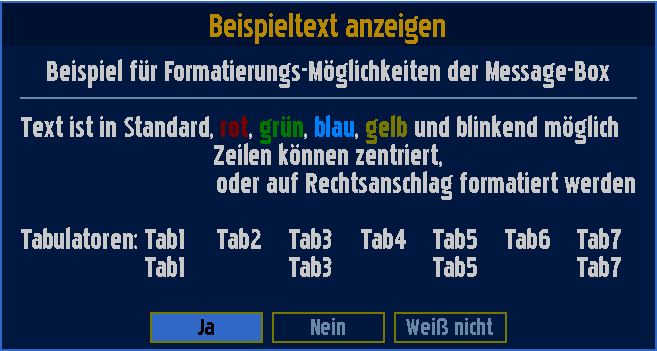 Beispieltext anzeigen
Beispiel für Formatierungs-Möglichkeiten der Message-Box
Text ist in Standard, rot, grün, blau, gelb und blinkend möglich
Zeilen können zentriert,
oder auf Rechtsanschlag formatiert werden
Tabulatoren: Tab1 Tab2 Tab3 Tab4 Tab5 Tab6 Tab7
Tab1 Tab3 Tab5 Tab7
Ja Nein Weiß nicht